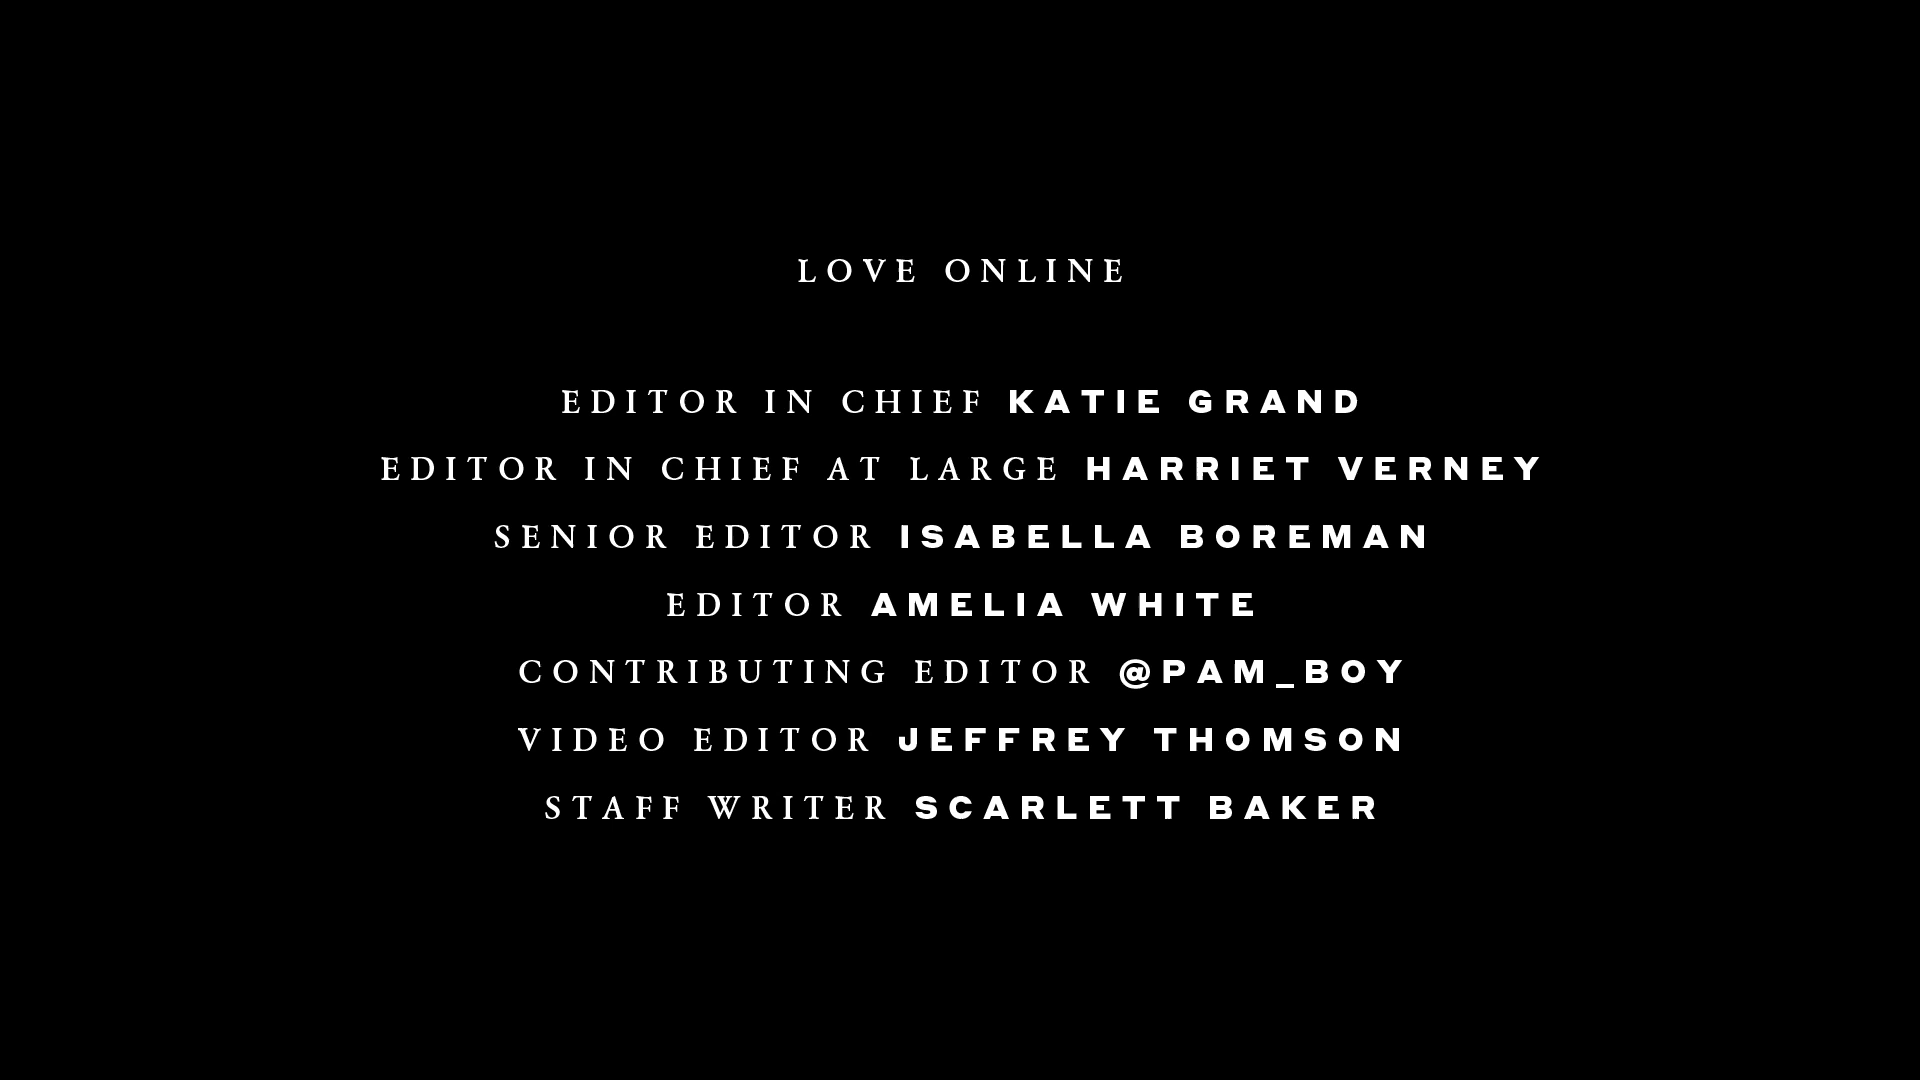 LOVE ONLINE
EDITOR IN CHIEF KATIE GRAND
EDITOR IN CHIEF AT LARGE HARRIET VERNEY
SENIOR EDITOR ISABELLA BOREMAN
EDITOR AMELIA WHITE
CONTRIBUTING EDITOR @PAM_BOY
VIDEO EDITOR JEFFREY THOMSON
STAFF WRITER SCARLETT BAKER